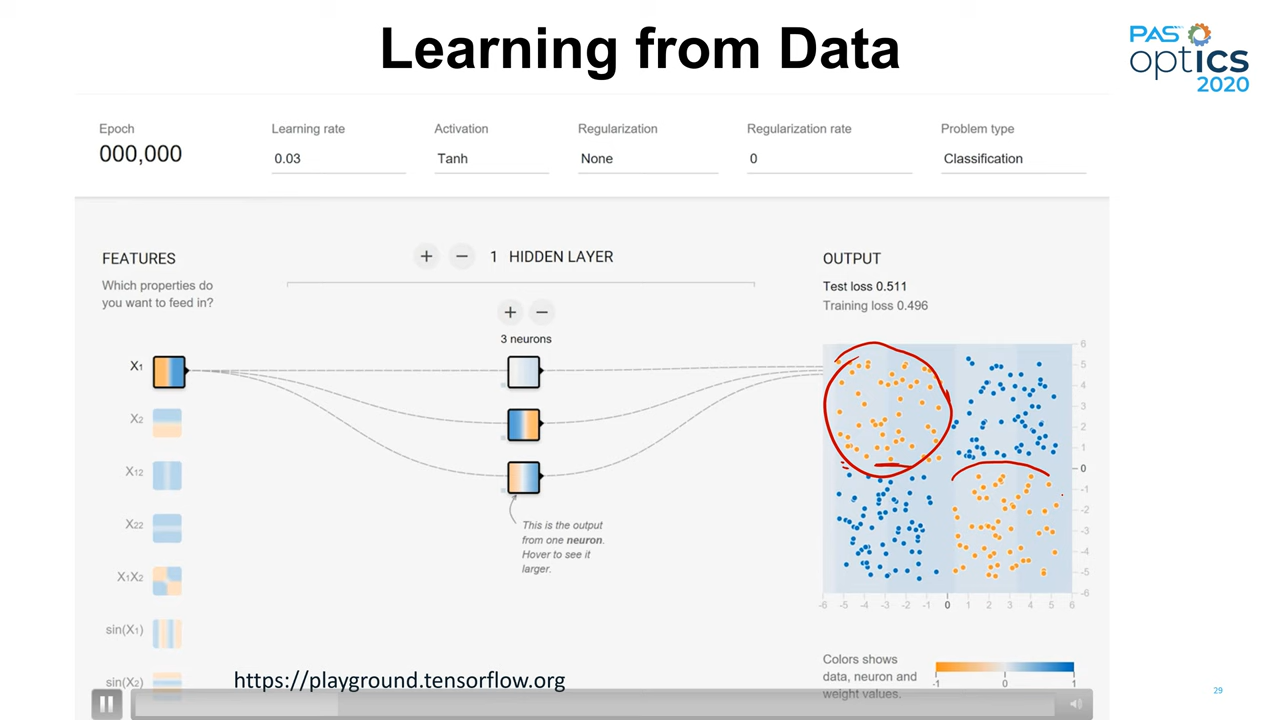 Learning from Data
PAS
optics
2020
Epoch
000,000
Learning rate
0.03
Activation
Tanh
Regularization
None
Regularization rate
0
Problem type
Classification
FEATURES
Which properties do
you want to feed in?
+ − 1 HIDDEN LAYER
+ −
3 neurons
X1
X2
X12
X22
X1X2
sin(X1)
sin(X2)
This is the output
from one neuron.
Hover to see it
larger.
OUTPUT
Test loss 0.511
Training loss 0.496
6
5
4
3
2
1
0
-1
-2
-3
-4
-5
-6
-6 -5 -4 -3 -2 -1 0 1 2 3 4 5 6
Colors shows
data, neuron and
weight values.
-1 0 1
https://playground.tensorflow.org
29